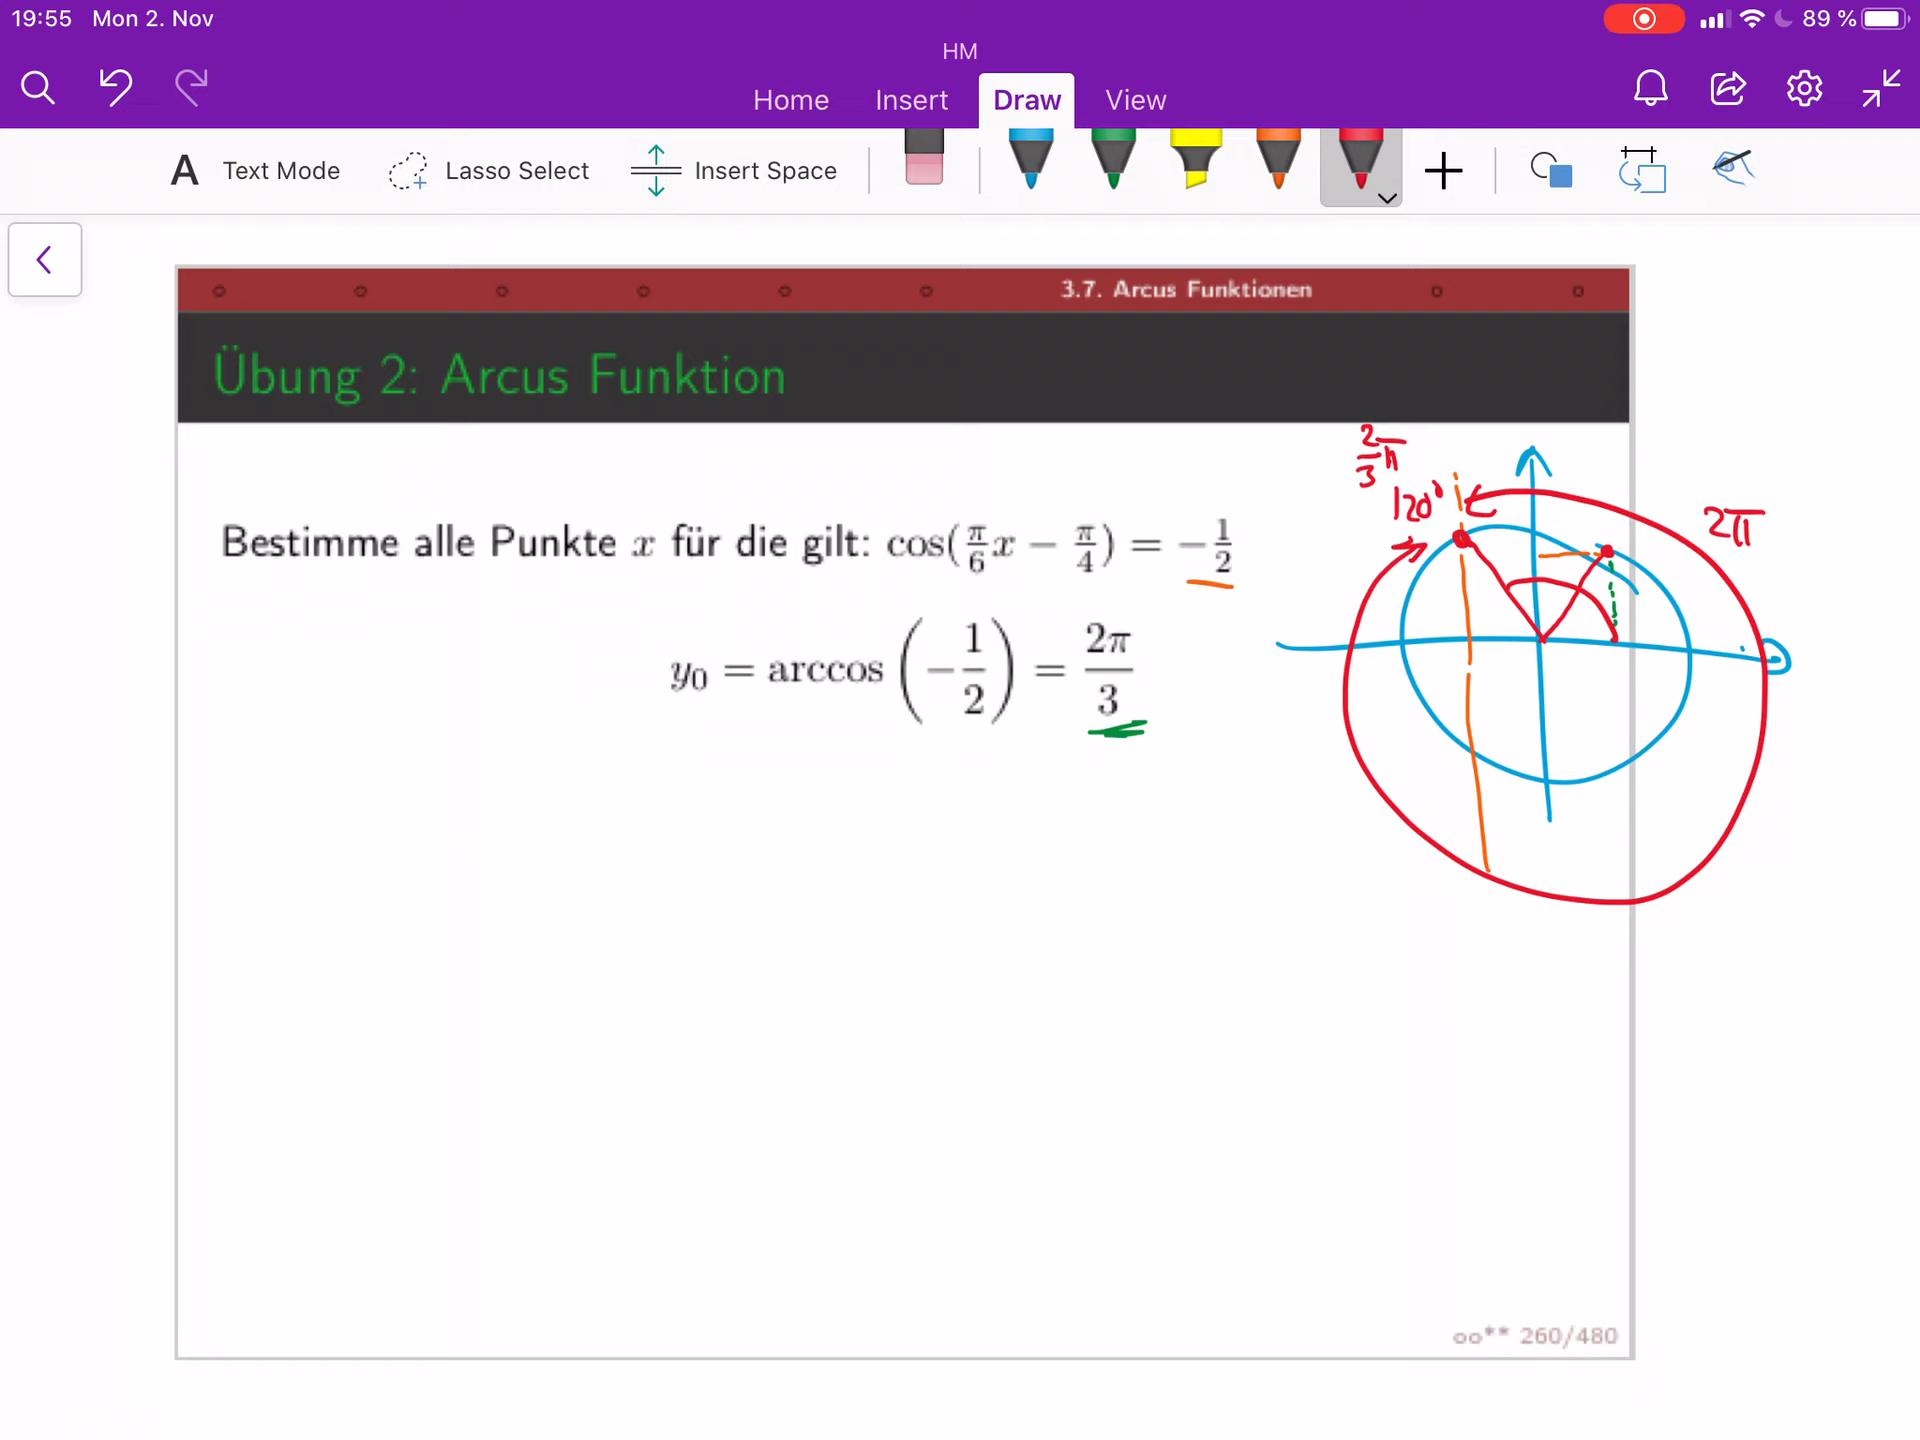 19:55 Mon 2. Nov
89 %
HM
Home Insert Draw View
A Text Mode Lasso Select Insert Space
3.7. Arcus Funktionen
Übung 2: Arcus Funktion
2/3 π
120°
2π
Bestimme alle Punkte x für die gilt: cos(π/6 x − π/4) = −1/2
y₀ = arccos(−1/2) = 2π/3
oo** 260/480